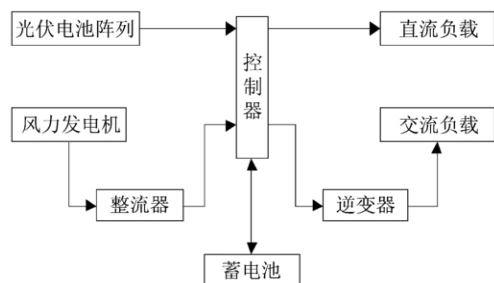 光伏电池阵列
控制器
直流负载
风力发电机
交流负载
整流器
逆变器
蓄电池